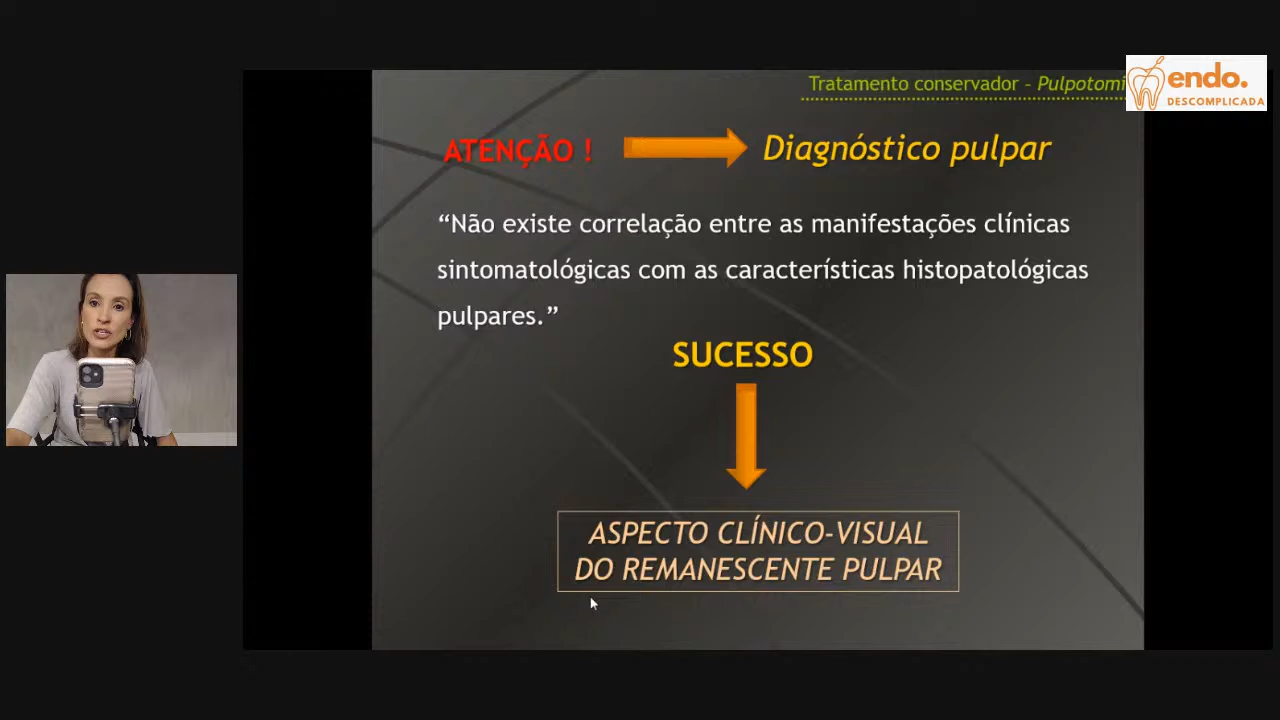 Tratamento conservador – Pulpotomi
endo.
DESCOMPLICADA
ATENÇÃO !
Diagnóstico pulpar
“Não existe correlação entre as manifestações clínicas
sintomatológicas com as características histopatológicas
pulpares.”
SUCESSO
ASPECTO CLÍNICO-VISUAL
DO REMANESCENTE PULPAR